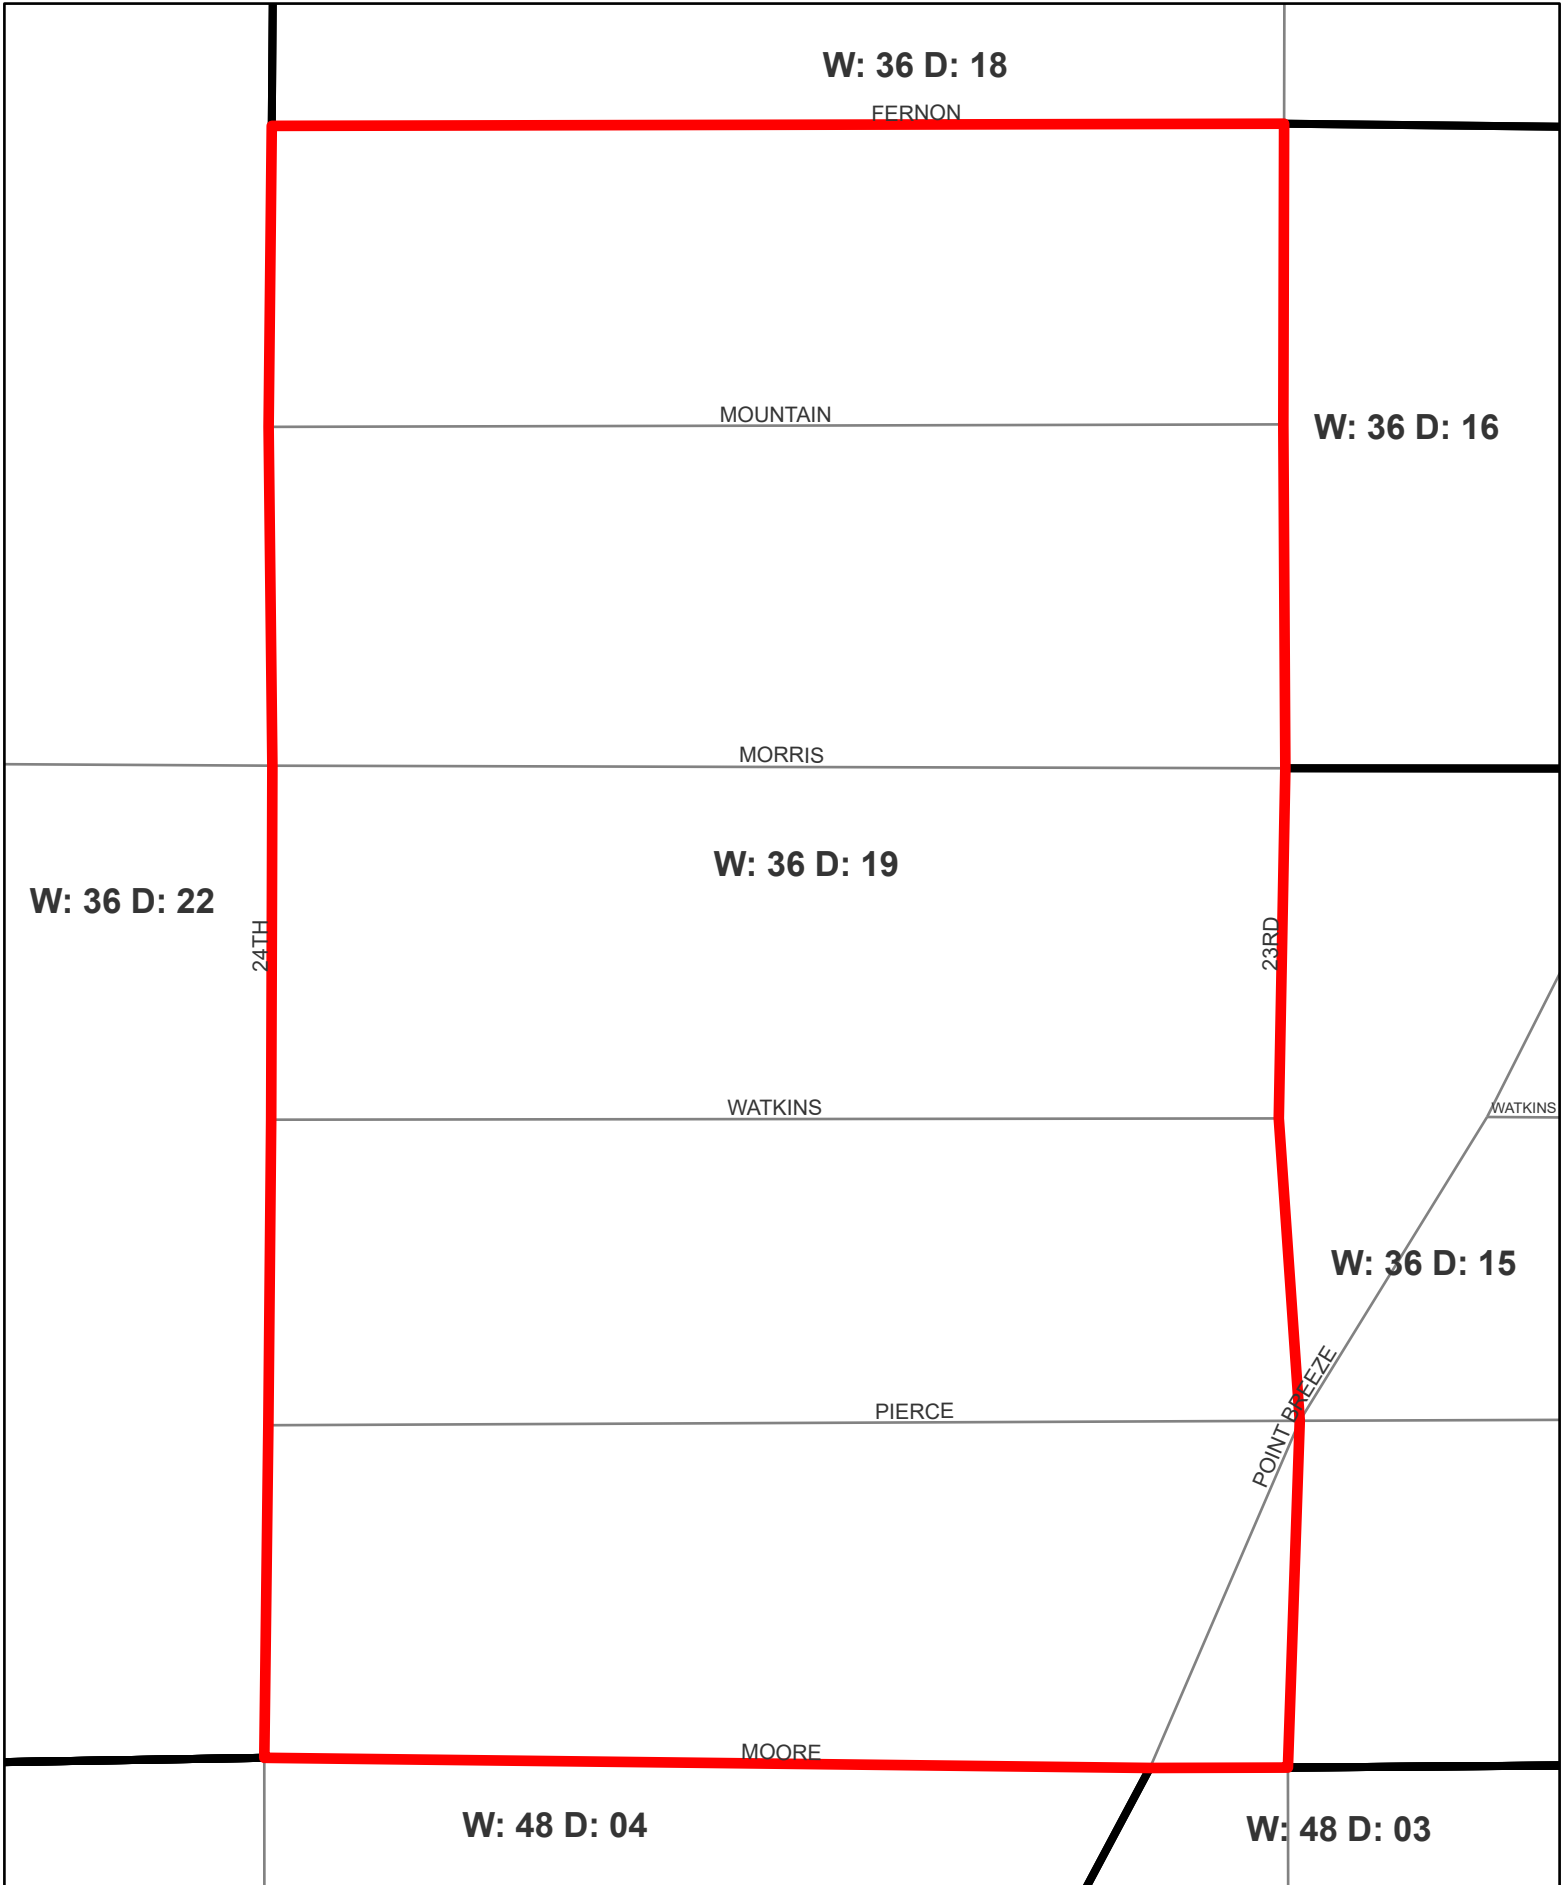 W: 36 D: 18
FERNON
MOUNTAIN
W: 36 D: 16
MORRIS
W: 36 D: 19
W: 36 D: 22
24TH
23RD
WATKINS
WATKINS
W: 36 D: 15
POINT BREEZE
PIERCE
MOORE
W: 48 D: 04
W: 48 D: 03